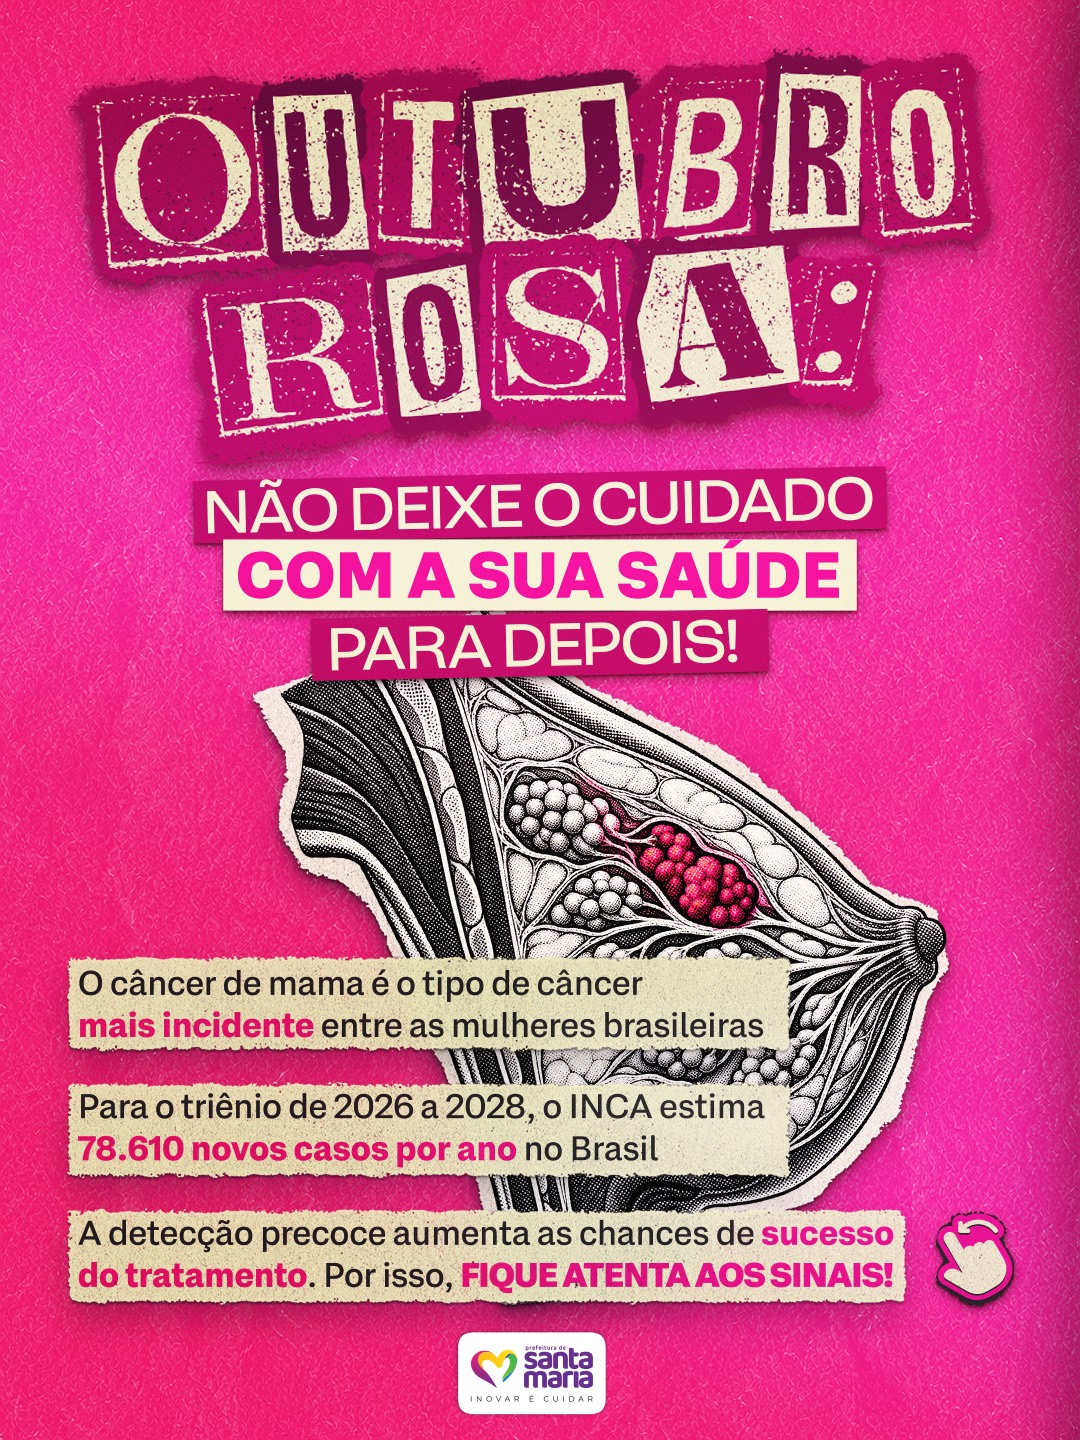 OUTUBRO
ROSA:
NÃO DEIXE O CUIDADO
COM A SUA SAÚDE
PARA DEPOIS!
O câncer de mama é o tipo de câncer
mais incidente entre as mulheres brasileiras
Para o triênio de 2026 a 2028, o INCA estima
78.610 novos casos por ano no Brasil
A detecção precoce aumenta as chances de sucesso
do tratamento. Por isso, FIQUE ATENTA AOS SINAIS!
prefeitura de
santa
maria
INOVAR É CUIDAR